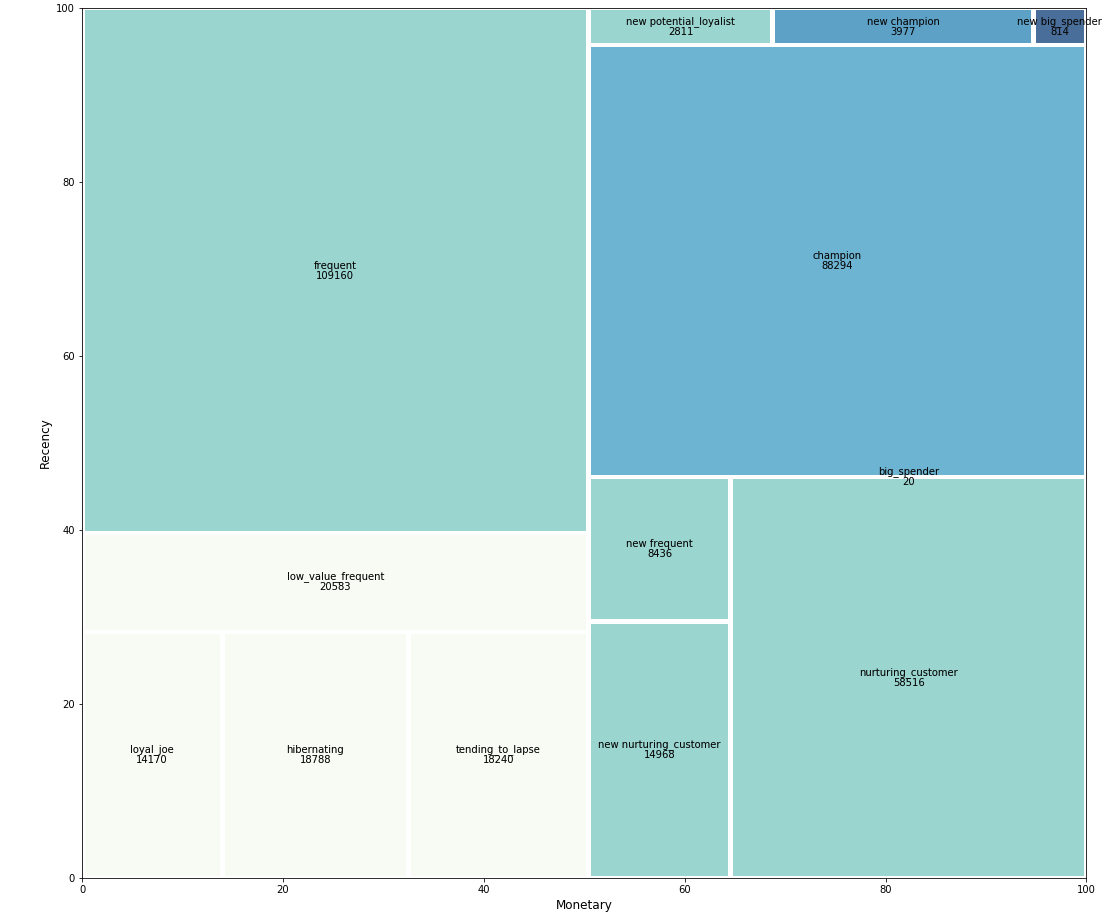 100
80
60
40
20
0
Recency
new potential_loyalist
2811
new champion
3977
new big_spender
814
frequent
109160
champion
88294
big_spender
20
new frequent
8436
low_value_frequent
20583
nurturing_customer
58516
loyal_joe
14170
hibernating
18788
tending_to_lapse
18240
new nurturing_customer
14968
0
20
40
60
80
100
Monetary